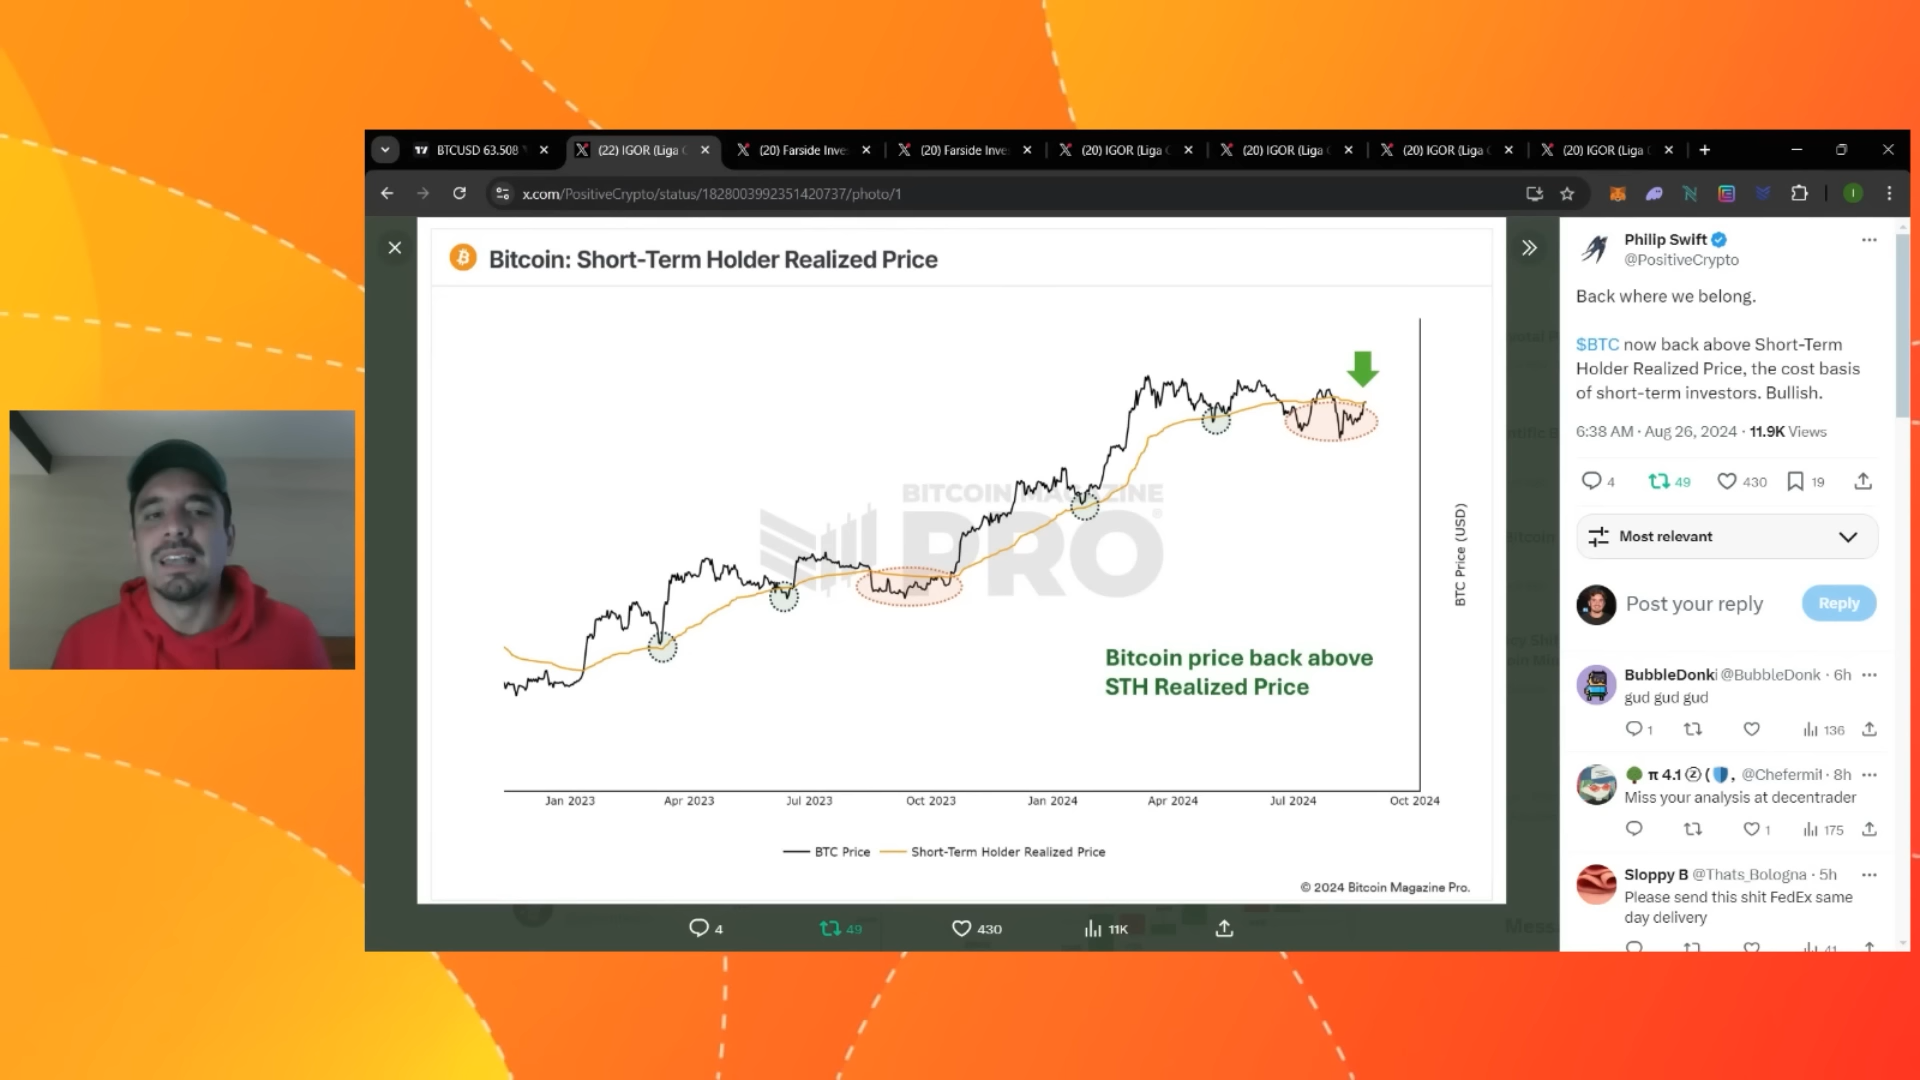 BTCUSD 63.508
(22) IGOR (Liga
(20) Farside Inve
(20) Farside Inve
(20) IGOR (Liga
(20) IGOR (Liga
(20) IGOR (Liga
(20) IGOR (Liga
x.com/PositiveCrypto/status/1828003992351420737/photo/1
Bitcoin: Short-Term Holder Realized Price
BITCOIN MAGAZINE
PRO
BTC Price (USD)
Bitcoin price back above
STH Realized Price
Jan 2023
Apr 2023
Jul 2023
Oct 2023
Jan 2024
Apr 2024
Jul 2024
Oct 2024
BTC Price
Short-Term Holder Realized Price
© 2024 Bitcoin Magazine Pro.
4
49
430
11K
Philip Swift
@PositiveCrypto
Back where we belong.
$BTC now back above Short-Term
Holder Realized Price, the cost basis
of short-term investors. Bullish.
6:38 AM · Aug 26, 2024 · 11.9K Views
4
49
430
19
Most relevant
Post your reply
Reply
BubbleDonki @BubbleDonk · 6h
gud gud gud
1
136
π 4.1 ⓩ ( , @Chefermit · 8h
Miss your analysis at decentrader
1
175
Sloppy B @Thats_Bologna · 5h
Please send this shit FedEx same
day delivery
41